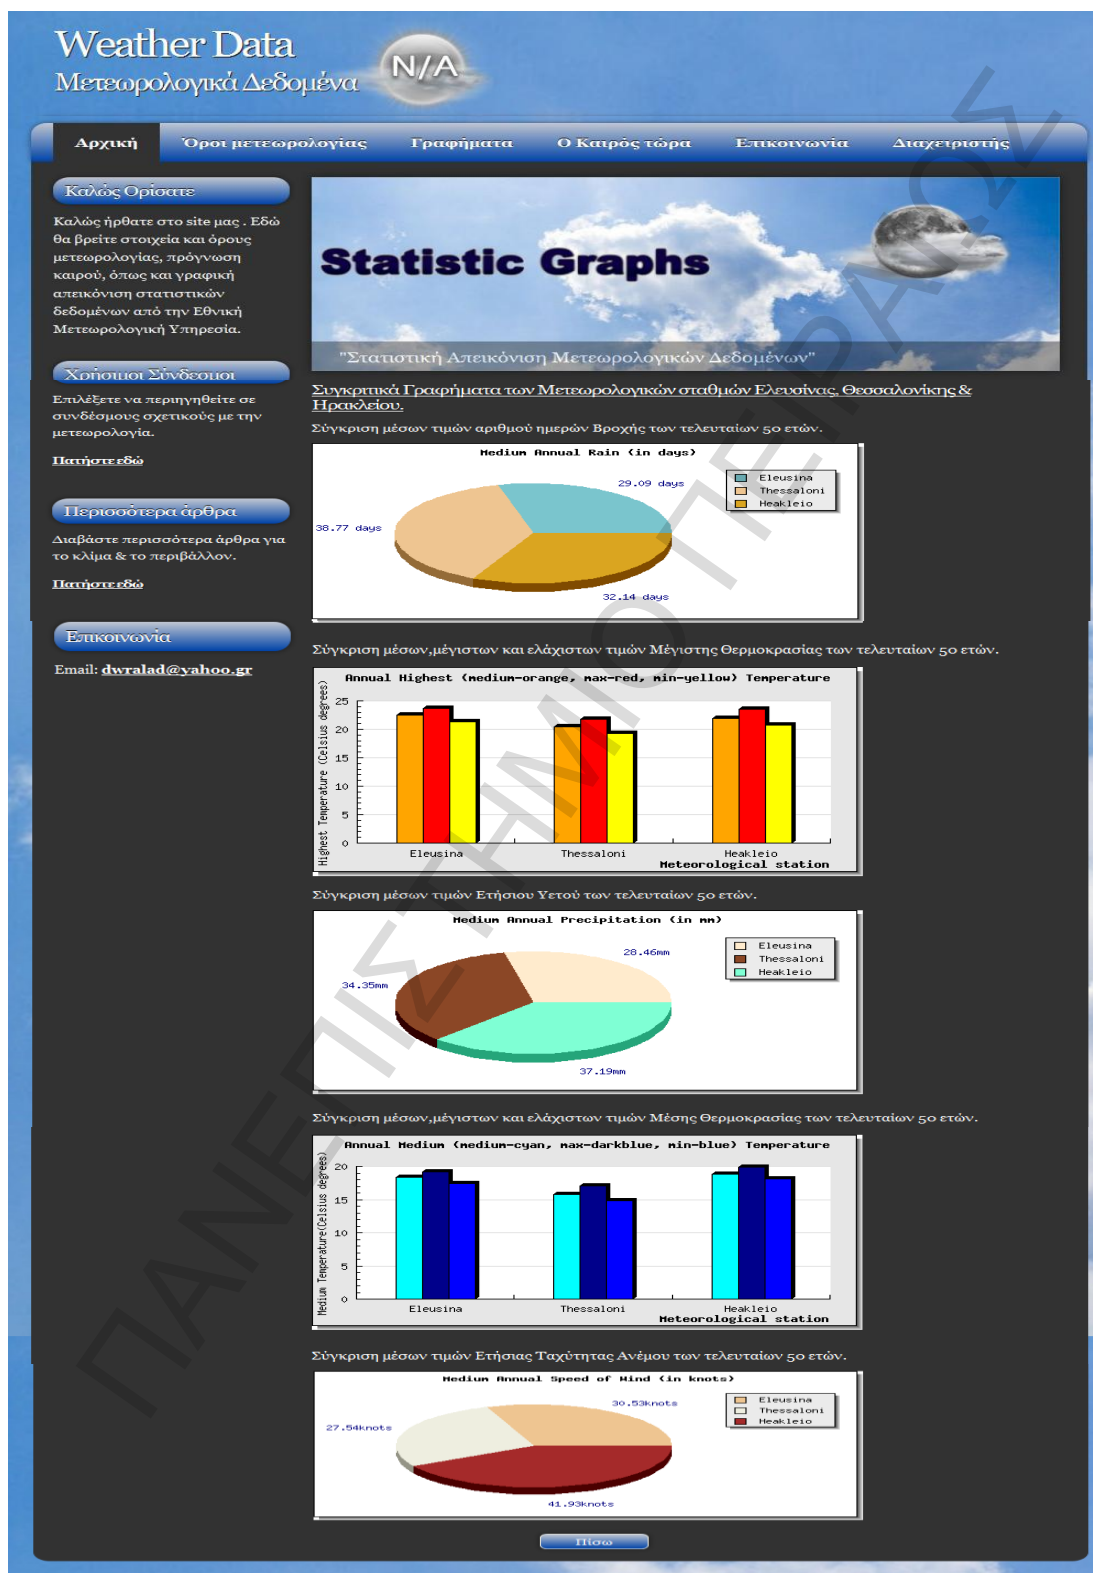 Weather Data
Μετεωρολογικά Δεδομένα
N/A
Αρχική Όροι μετεωρολογίας Γραφήματα Ο Καιρός τώρα Επικοινωνία Διαχειριστής
Καλώς Ορίσατε
Καλώς ήρθατε στο site μας . Εδώ
θα βρείτε στοιχεία και όρους
μετεωρολογίας, πρόγνωση
καιρού, όπως και γραφική
απεικόνιση στατιστικών
δεδομένων από την Εθνική
Μετεωρολογική Υπηρεσία.
Χρήσιμοι Σύνδεσμοι
Επιλέξετε να περιηγηθείτε σε
συνδέσμους σχετικούς με την
μετεωρολογία.
Πατήστε εδώ
Περισσότερα άρθρα
Διαβάστε περισσότερα άρθρα για
το κλίμα & το περιβάλλον.
Πατήστε εδώ
Επικοινωνία
Email: dwralad@yahoo.gr
Statistic Graphs
"Στατιστική Απεικόνιση Μετεωρολογικών Δεδομένων"
Συγκριτικά Γραφήματα των Μετεωρολογικών σταθμών Ελευσίνας, Θεσσαλονίκης &
Ηρακλείου.
Σύγκριση μέσων τιμών αριθμού ημερών Βροχής των τελευταίων 50 ετών.
Medium Annual Rain (in days)
29.09 days
38.77 days
32.14 days
Eleusina
Thessaloni
Heakleio
Σύγκριση μέσων,μέγιστων και ελάχιστων τιμών Μέγιστης Θερμοκρασίας των τελευταίων 50 ετών.
Annual Highest (medium-orange, max-red, min-yellow) Temperature
Highest Temperature (Celsius degrees)
25
20
15
10
5
0
Eleusina Thessaloni Heakleio
Meteorological station
Σύγκριση μέσων τιμών Ετήσιου Υετού των τελευταίων 50 ετών.
Medium Annual Precipitation (in mm)
28.46mm
34.35mm
37.19mm
Eleusina
Thessaloni
Heakleio
Σύγκριση μέσων,μέγιστων και ελάχιστων τιμών Μέσης Θερμοκρασίας των τελευταίων 50 ετών.
Annual Medium (medium-cyan, max-darkblue, min-blue) Temperature
Medium Temperature(Celsius degrees)
20
15
10
5
0
Eleusina Thessaloni Heakleio
Meteorological station
Σύγκριση μέσων τιμών Ετήσιας Ταχύτητας Ανέμου των τελευταίων 50 ετών.
Medium Annual Speed of Wind (in knots)
30.53knots
27.54knots
41.93knots
Eleusina
Thessaloni
Heakleio
Πίσω
ΠΑΝΕΠΙΣΤΗΜΙΟ ΠΕΙΡΑΙΩΣ